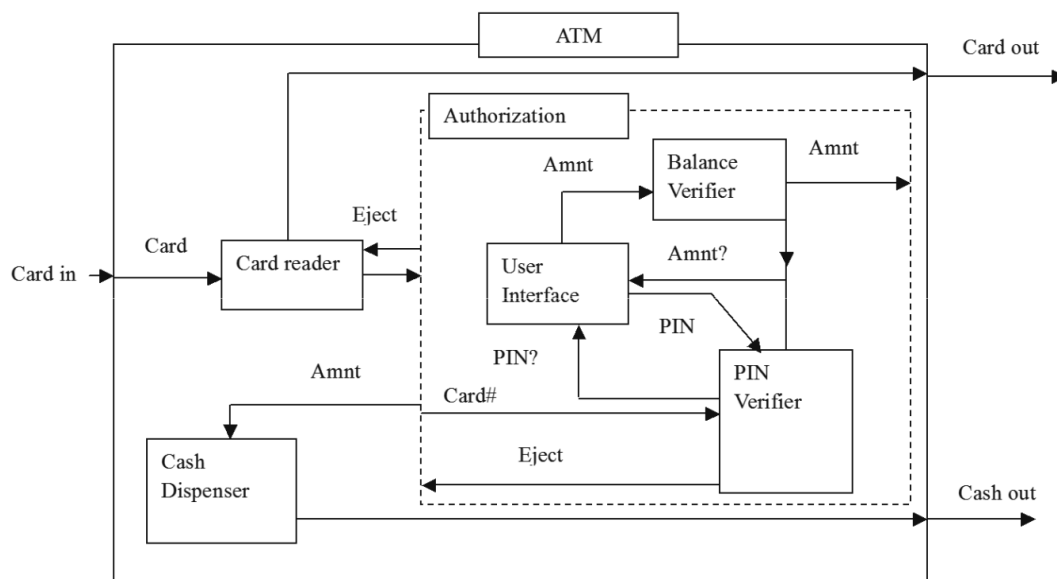 ATM
Card out
Authorization
Amnt
Balance
Verifier
Amnt
Eject
Card
Card reader
Card in
User
Interface
Amnt?
PIN
PIN?
PIN
Verifier
Amnt
Card#
Cash
Dispenser
Eject
Cash out